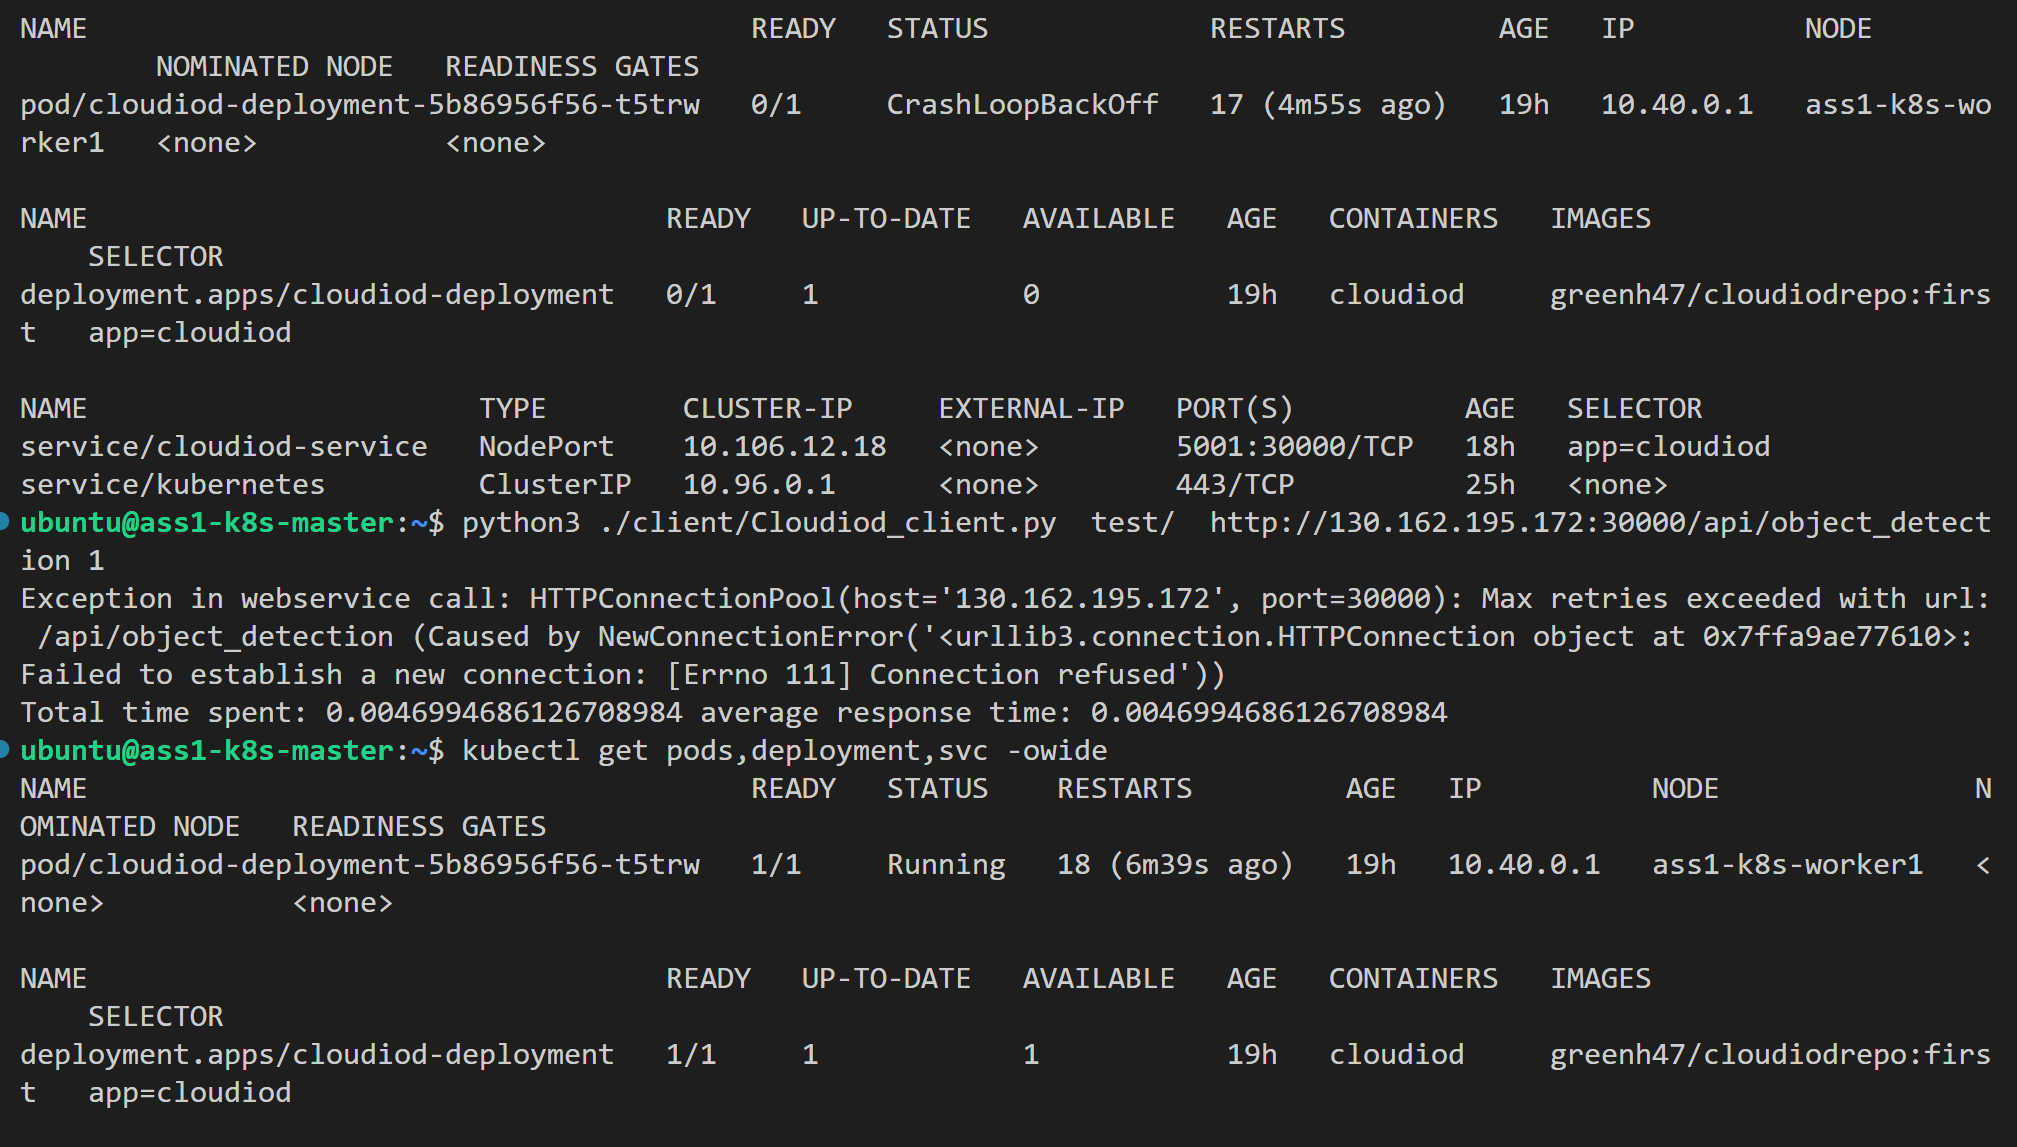 NAME                                       READY   STATUS             RESTARTS         AGE   IP         NODE
        NOMINATED NODE   READINESS GATES
pod/cloudiod-deployment-5b86956f56-t5trw   0/1     CrashLoopBackOff   17 (4m55s ago)   19h   10.40.0.1   ass1-k8s-wo
rker1   <none>           <none>
NAME                                  READY   UP-TO-DATE   AVAILABLE   AGE   CONTAINERS   IMAGES
    SELECTOR
deployment.apps/cloudiod-deployment   0/1     1            0           19h   cloudiod     greenh47/cloudiodrepo:firs
t   app=cloudiod
NAME                       TYPE        CLUSTER-IP     EXTERNAL-IP   PORT(S)          AGE   SELECTOR
service/cloudiod-service   NodePort    10.106.12.18   <none>        5001:30000/TCP   18h   app=cloudiod
service/kubernetes         ClusterIP   10.96.0.1      <none>        443/TCP          25h   <none>
ubuntu@ass1-k8s-master:~$ python3 ./client/Cloudiod_client.py  test/  http://130.162.195.172:30000/api/object_detect
ion 1
Exception in webservice call: HTTPConnectionPool(host='130.162.195.172', port=30000): Max retries exceeded with url:
 /api/object_detection (Caused by NewConnectionError('<urllib3.connection.HTTPConnection object at 0x7ffa9ae77610>:
Failed to establish a new connection: [Errno 111] Connection refused'))
Total time spent: 0.0046994686126708984 average response time: 0.0046994686126708984
ubuntu@ass1-k8s-master:~$ kubectl get pods,deployment,svc -owide
NAME                                       READY   STATUS    RESTARTS         AGE   IP          NODE               N
OMINATED NODE   READINESS GATES
pod/cloudiod-deployment-5b86956f56-t5trw   1/1     Running   18 (6m39s ago)   19h   10.40.0.1   ass1-k8s-worker1   <
none>           <none>
NAME                                  READY   UP-TO-DATE   AVAILABLE   AGE   CONTAINERS   IMAGES
    SELECTOR
deployment.apps/cloudiod-deployment   1/1     1            1           19h   cloudiod     greenh47/cloudiodrepo:firs
t   app=cloudiod